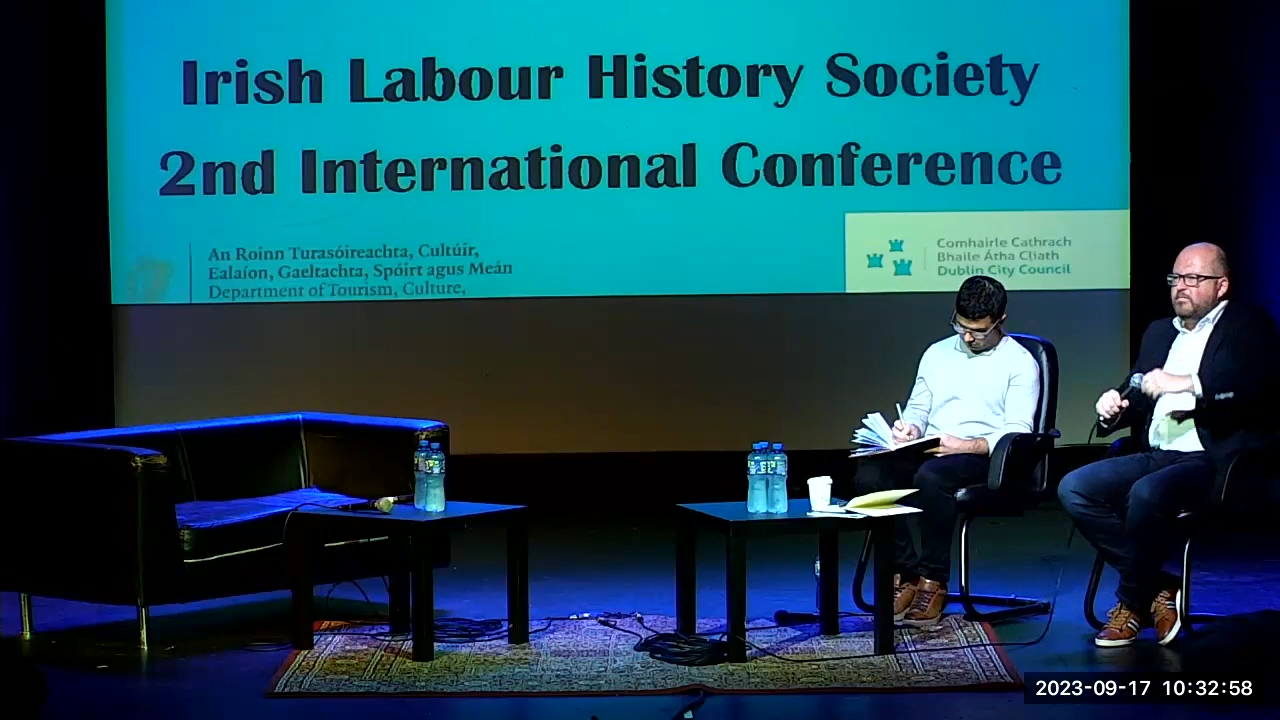 Irish Labour History Society
2nd International Conference
An Roinn Turasóireachta, Cultúir,
Ealaíon, Gaeltachta, Spóirt agus Meán
Department of Tourism, Culture,
Comhairle Cathrach
Bhaile Átha Cliath
Dublin City Council
2023-09-17 10:32:58